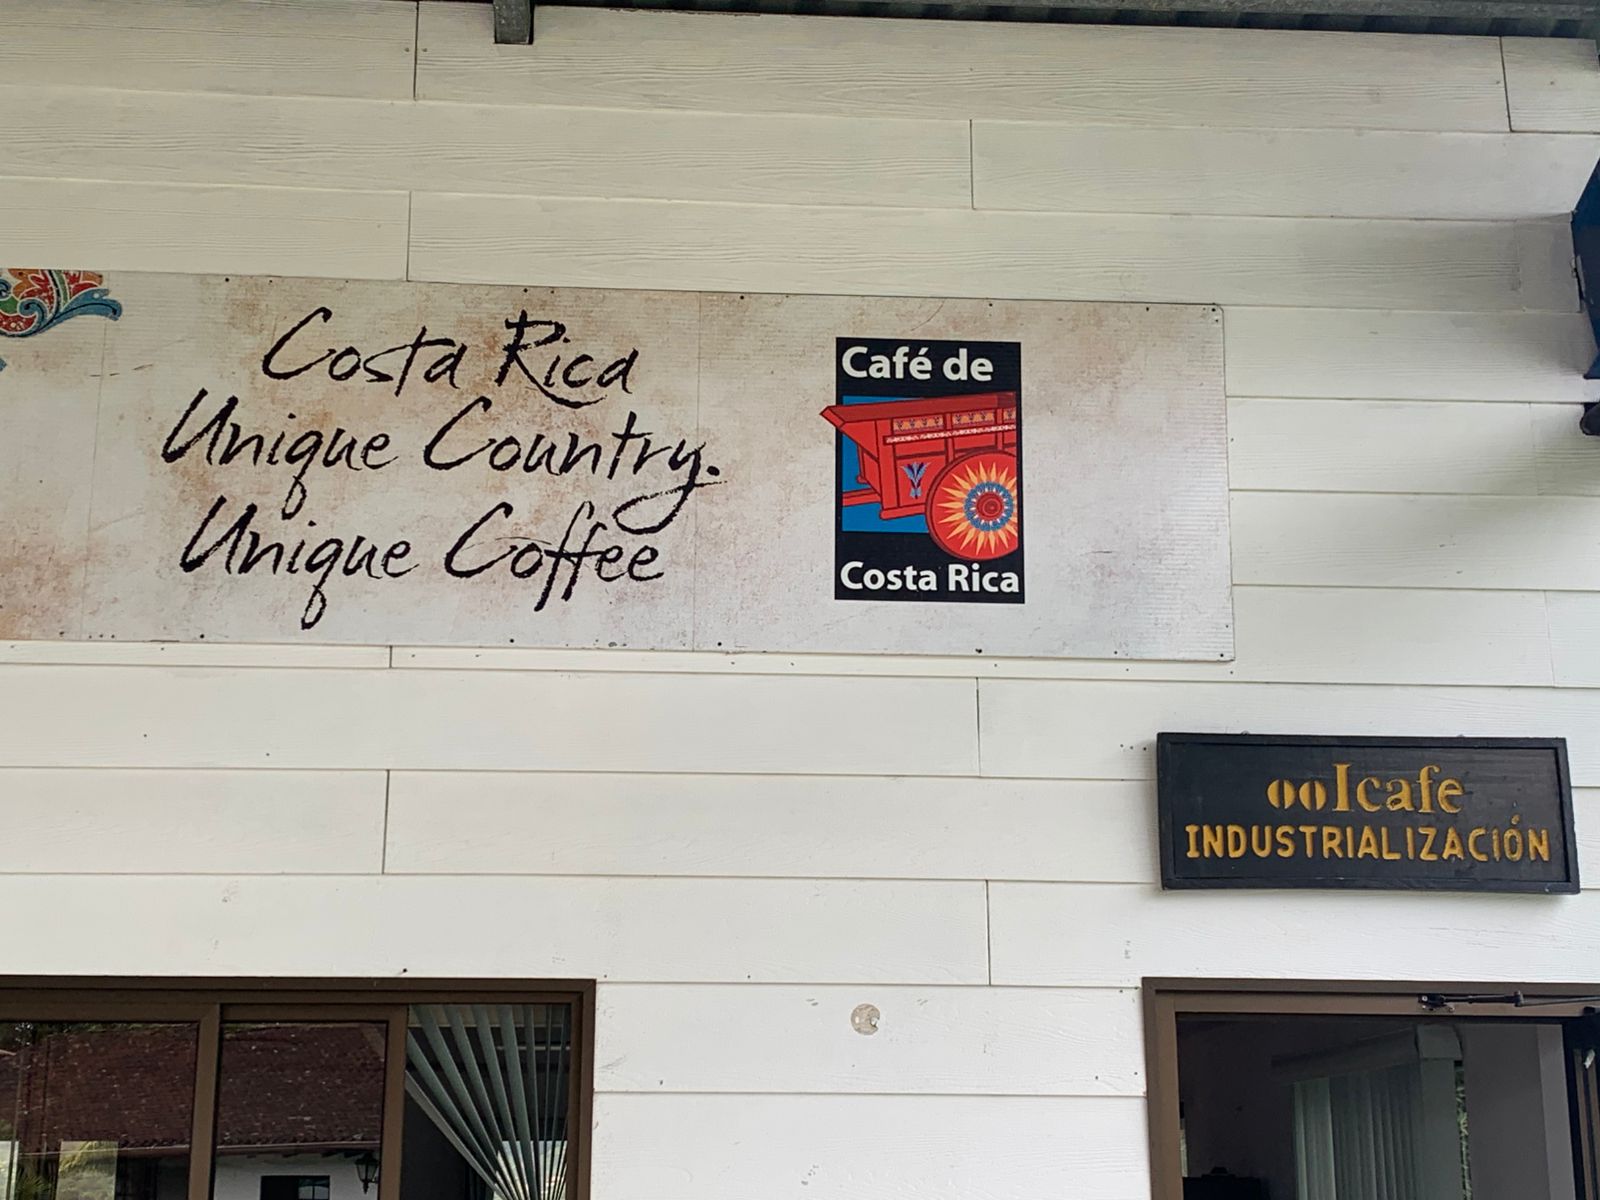 Costa Rica
Unique Country.
Unique Coffee
Café de
Costa Rica
Icafe
INDUSTRIALIZACIÓN